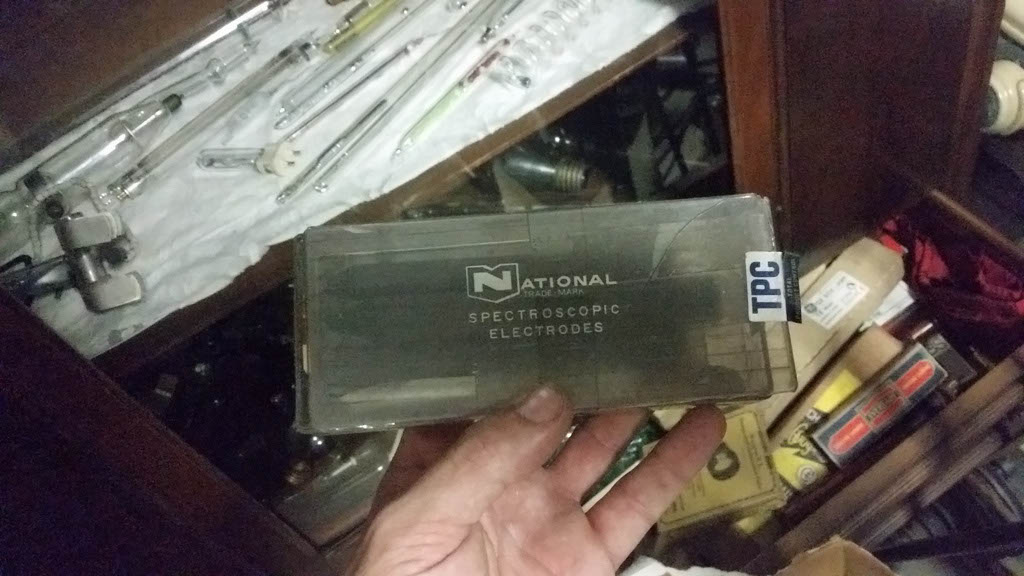 NATIONAL
TRADE-MARK
SPECTROSCOPIC
ELECTRODES
TPC